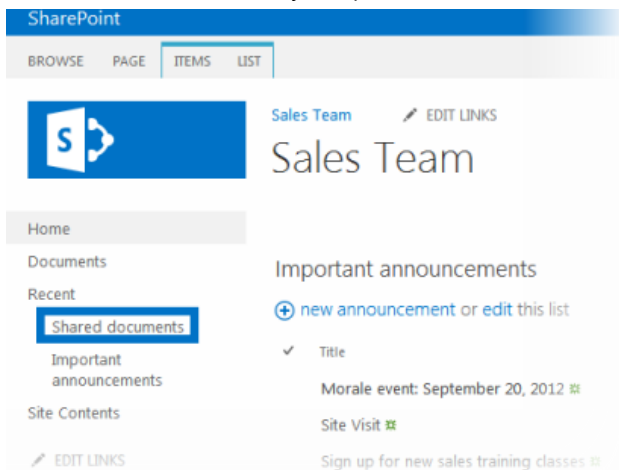 SharePoint
BROWSE PAGE ITEMS LIST
S
Sales Team EDIT LINKS
Sales Team
Home
Documents
Recent
Shared documents
Important
announcements
Site Contents
EDIT LINKS
Important announcements
new announcement or edit this list
Title
Morale event: September 20, 2012
Site Visit
Sign up for new sales training classes